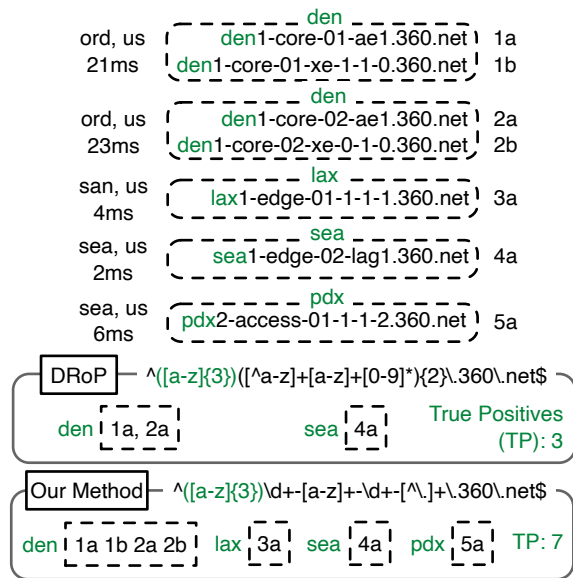 den
ord, us den1-core-01-ae1.360.net 1a
21ms den1-core-01-xe-1-1-0.360.net 1b
den
ord, us den1-core-02-ae1.360.net 2a
23ms den1-core-02-xe-0-1-0.360.net 2b
lax
san, us
4ms lax1-edge-01-1-1-1.360.net 3a
sea
sea, us
2ms sea1-edge-02-lag1.360.net 4a
pdx
sea, us
6ms pdx2-access-01-1-1-2.360.net 5a
DRoP ^([a-z]{3})([^a-z]+[a-z]+[0-9]*){2}\.360\.net$
den 1a, 2a sea 4a True Positives
(TP): 3
Our Method ^([a-z]{3})\d+-[a-z]+-\d+-[^\.]+\.360\.net$
den 1a 1b 2a 2b lax 3a sea 4a pdx 5a TP: 7